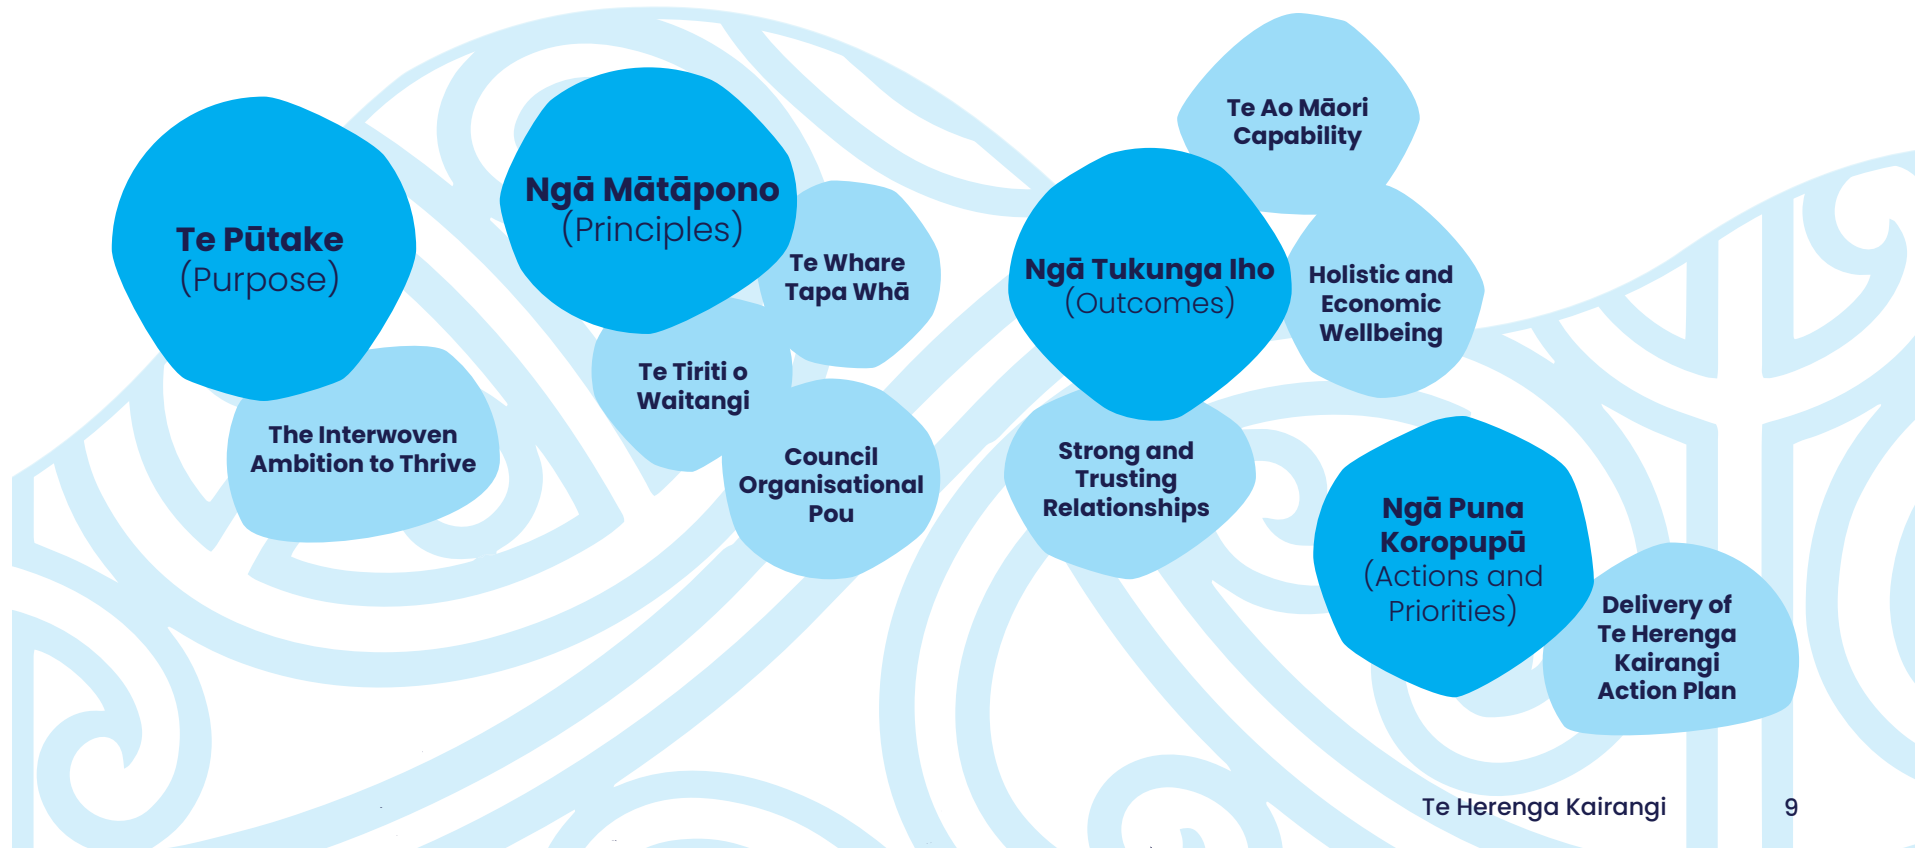 Te Pūtake
(Purpose)
The Interwoven
Ambition to Thrive
Ngā Mātāpono
(Principles)
Te Whare
Tapa Whā
Te Tiriti o
Waitangi
Council
Organisational
Pou
Ngā Tukunga Iho
(Outcomes)
Te Ao Māori
Capability
Holistic and
Economic
Wellbeing
Strong and
Trusting
Relationships
Ngā Puna
Koropupū
(Actions and
Priorities)
Delivery of
Te Herenga
Kairangi
Action Plan
Te Herenga Kairangi 9